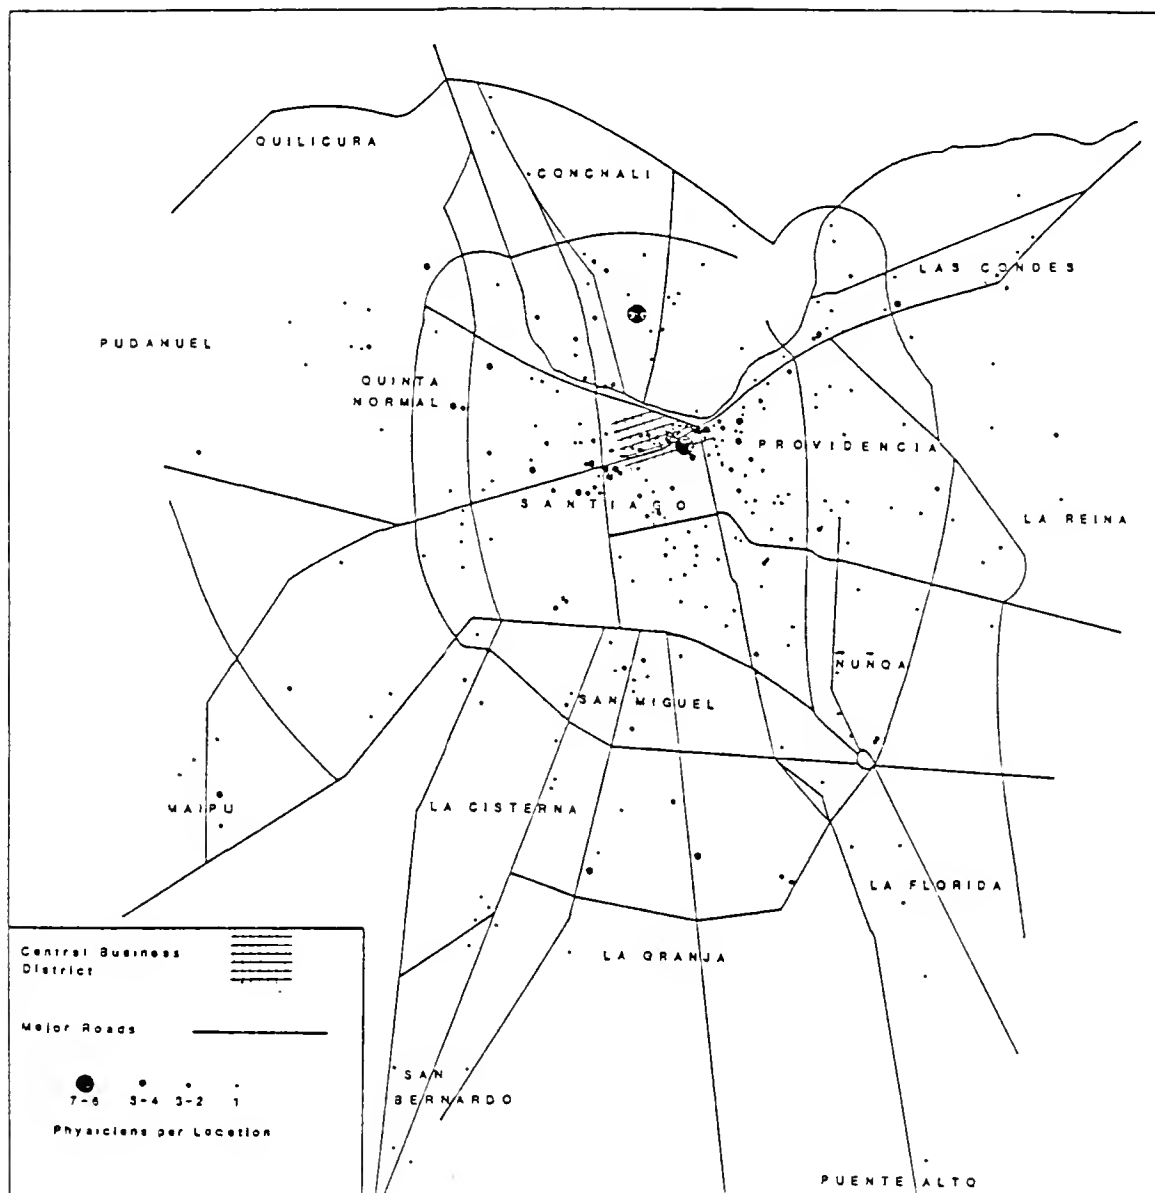 QUILICURA
CONCHALI
LAS CONDES
PUDAHUEL
QUINTA
NORMAL
PROVIDENCIA
SANTIAGO
LA REINA
ÑUÑOA
SAN MIGUEL
MAIPU
LA CISTERNA
LA FLORIDA
LA GRANJA
SAN
BERNARDO
PUENTE ALTO
Central Business
District
Major Roads
7-6 5-4 3-2 1
Physicians per Location